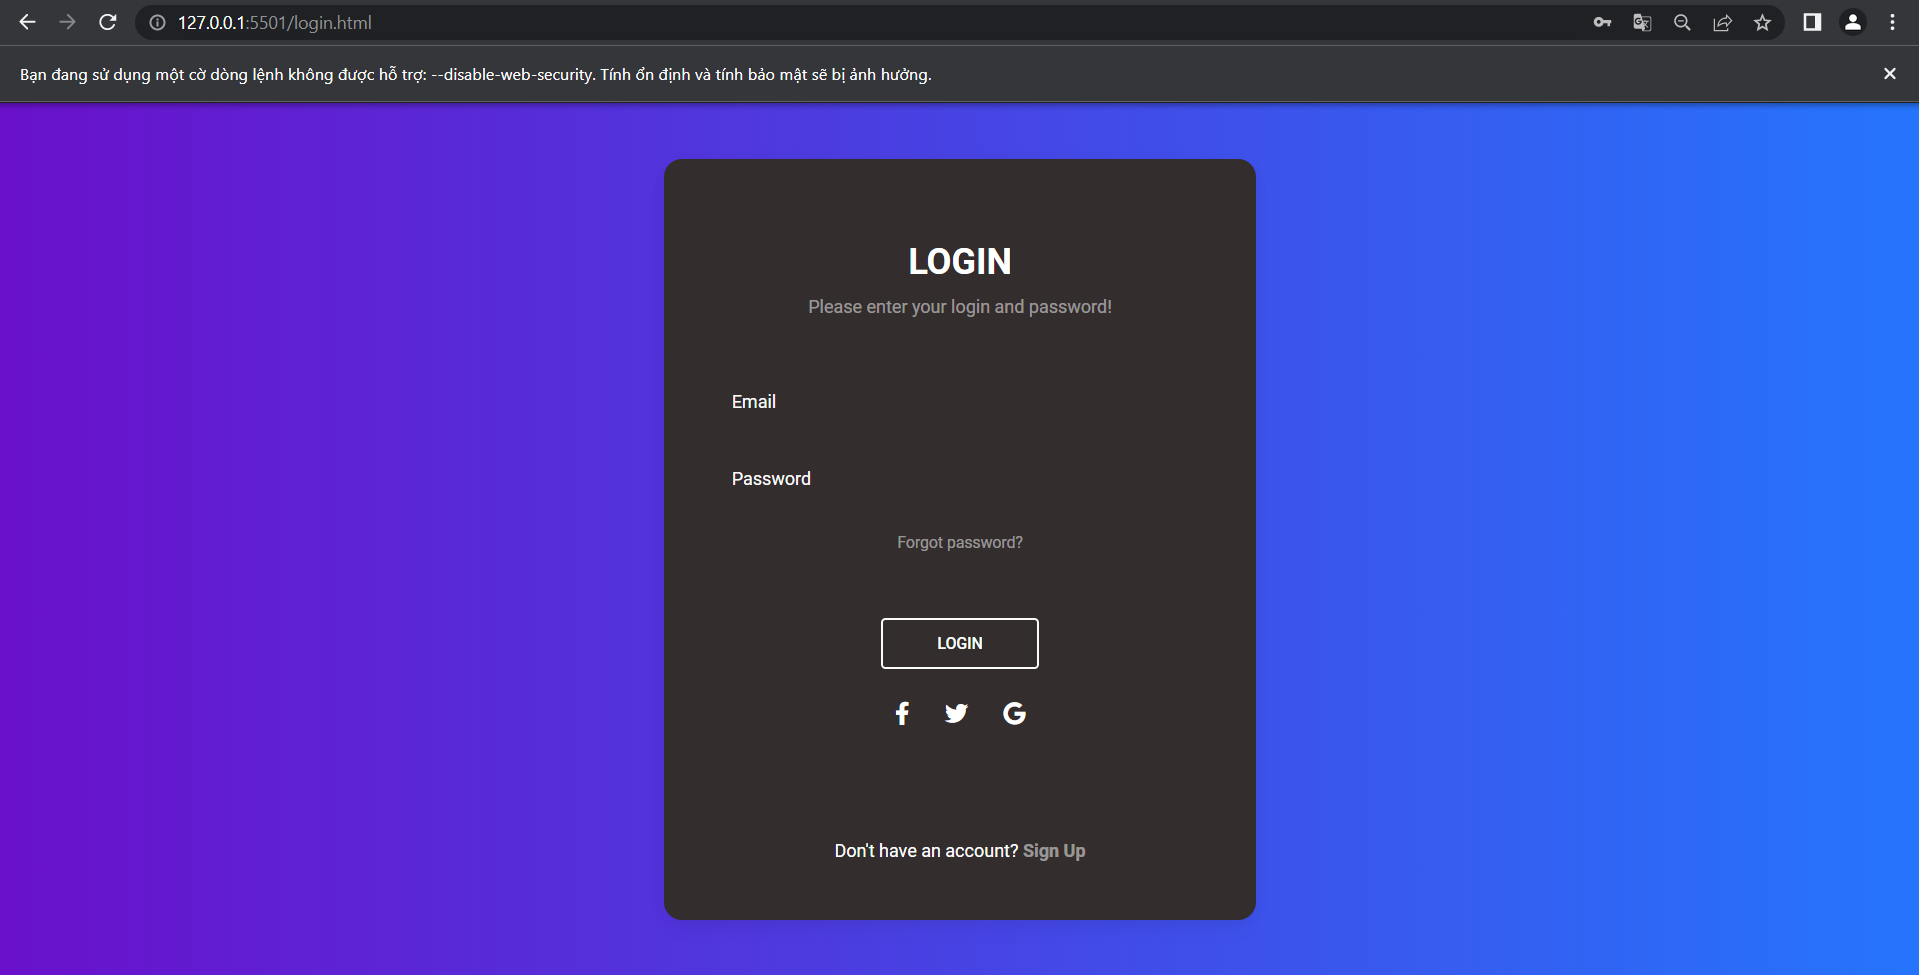 127.0.0.1:5501/login.html
Bạn đang sử dụng một cờ dòng lệnh không được hỗ trợ: --disable-web-security. Tính ổn định và tính bảo mật sẽ bị ảnh hưởng.
LOGIN
Please enter your login and password!
Email
Password
Forgot password?
LOGIN
Don't have an account? Sign Up